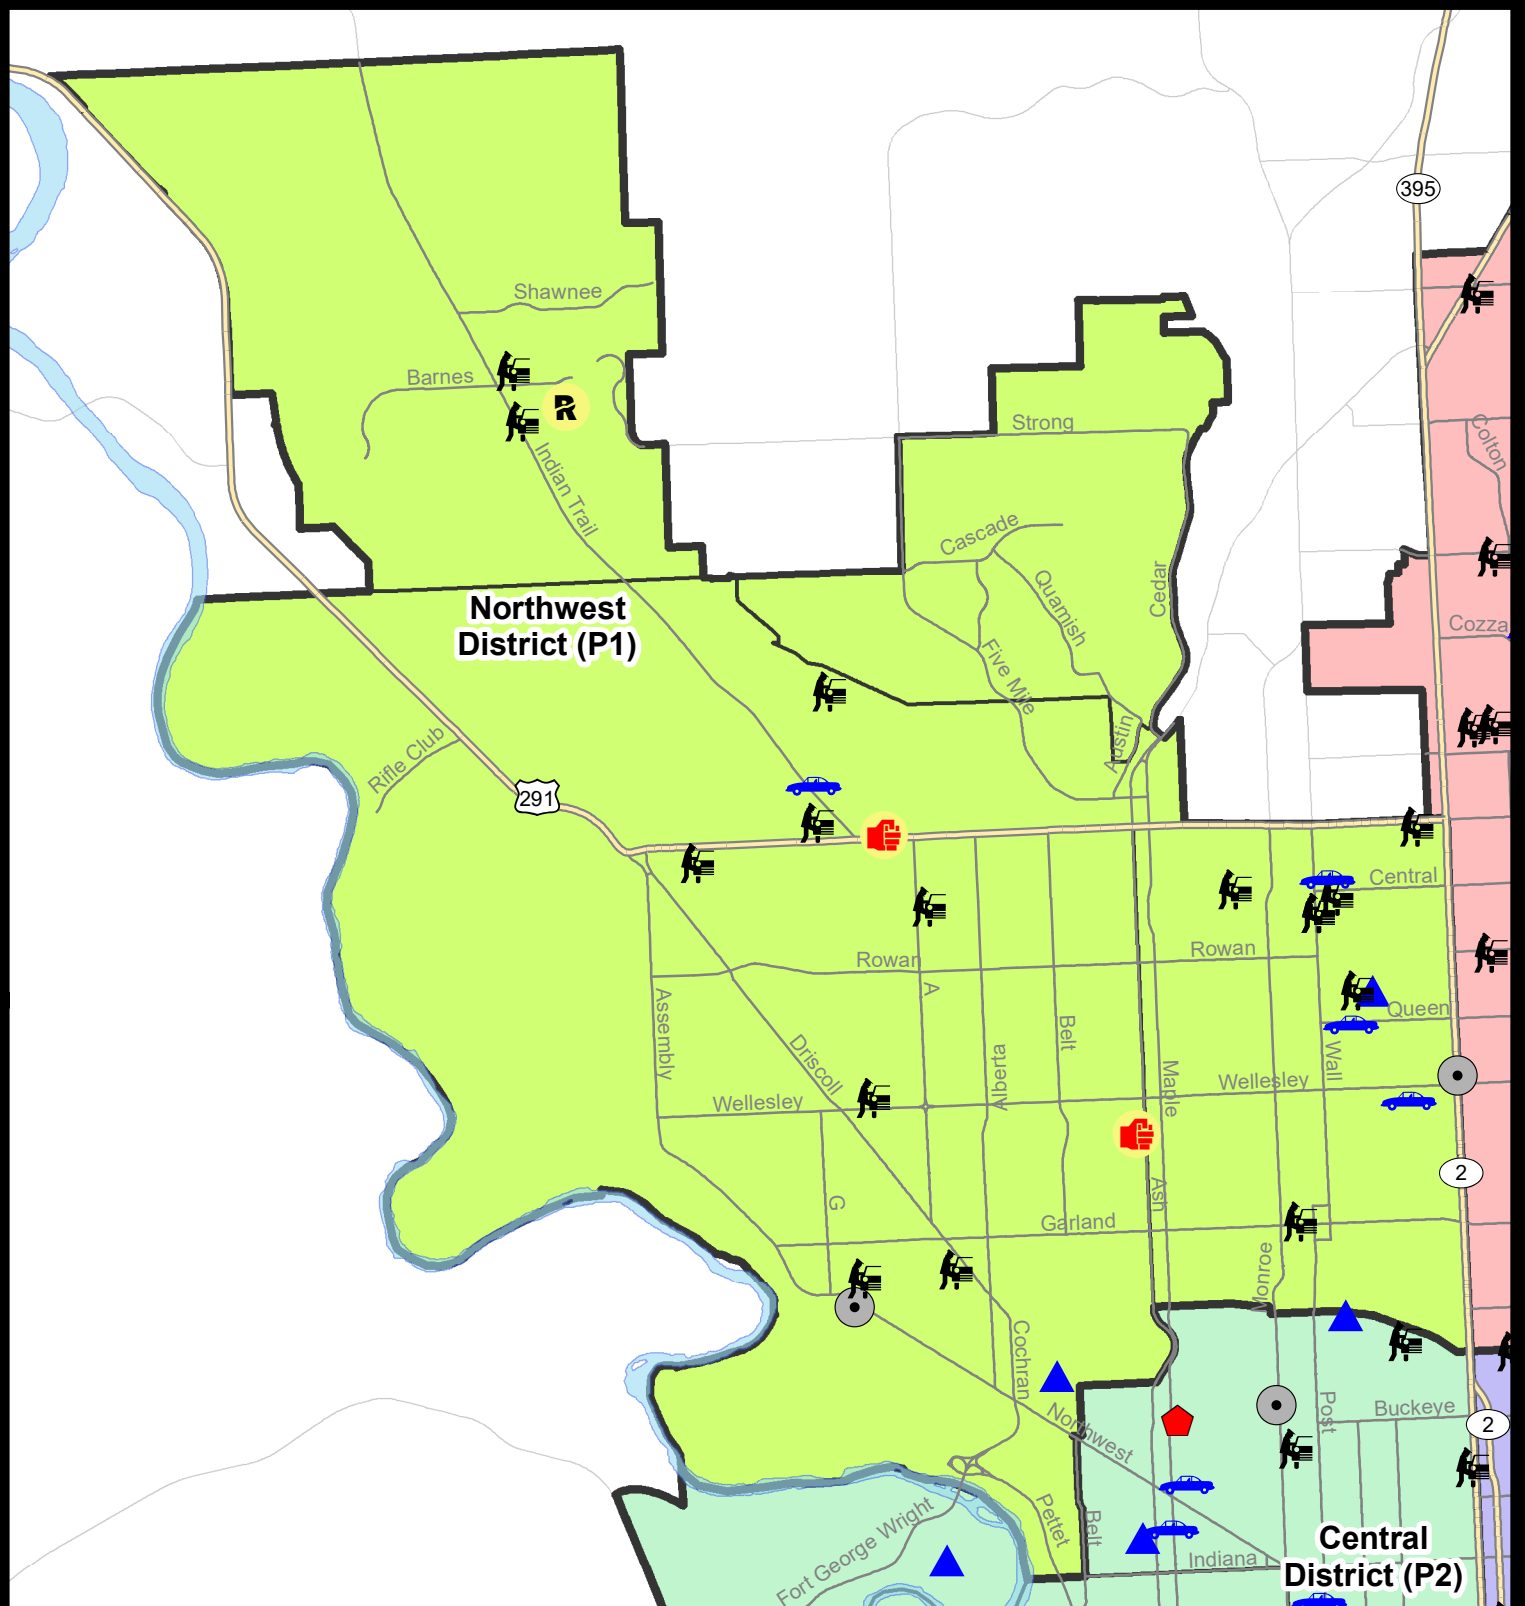 395
Shawnee
Barnes
R
Indian Trail
Strong
Colton
Cascade
Quamish
Cedar
Northwest
District (P1)
Cozza
Five Mile
Austin
Rifle Club
291
Central
Rowan
Rowan
A
Assembly
Queen
Belt
Driscoll
Alberta
Wall
Maple
Wellesley
Wellesley
2
G
Ash
Garland
Monroe
Cochran
Post
Buckeye
2
Northwest
Pettet
Belt
Fort George Wright
Indiana
Central
District (P2)